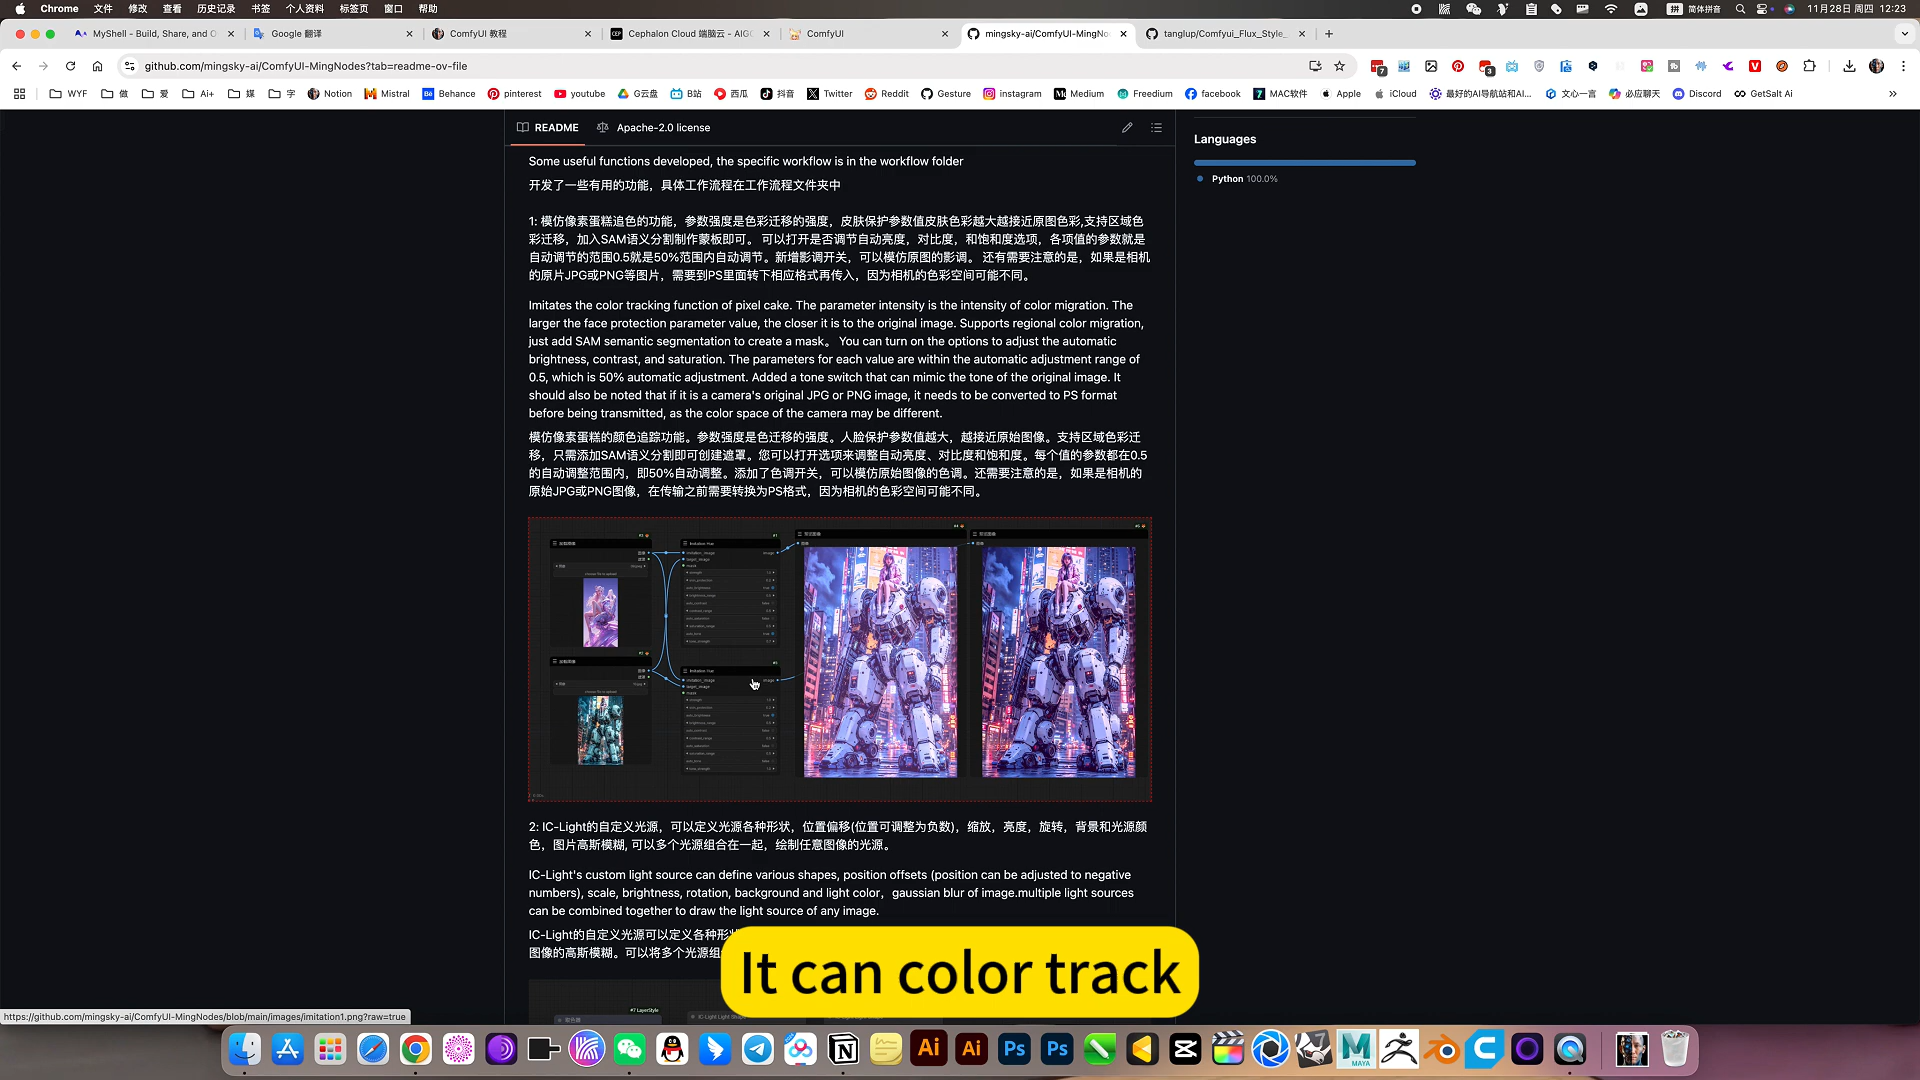 Chrome 文件 修改 查看 历史记录 书签 个人资料 标签页 窗口 帮助
简体拼音 11月28日 周四 12:23
MyShell - Build, Share, and O
Google 翻译
ComfyUI 教程
Cephalon Cloud 端脑云 - AIGC
ComfyUI
mingsky-ai/ComfyUI-MingNo
tanglup/Comfyui_Flux_Style_
github.com/mingsky-ai/ComfyUI-MingNodes?tab=readme-ov-file
WYF 做 爱 Ai+ 媒 字 Notion Mistral Behance pinterest youtube G云盘 B站 西瓜 抖音 Twitter Reddit Gesture instagram Medium Freedium facebook MAC软件 Apple iCloud 最好的AI导航站和AI... 文心一言 必应聊天 Discord GetSalt Ai
README Apache-2.0 license
Languages
Python 100.0%
Some useful functions developed, the specific workflow is in the workflow folder
开发了一些有用的功能，具体工作流程在工作流程文件夹中
1: 模仿像素蛋糕追色的功能，参数强度是色彩迁移的强度，皮肤保护参数值皮肤色彩越大越接近原图色彩,支持区域色
彩迁移，加入SAM语义分割制作蒙板即可。 可以打开是否调节自动亮度，对比度，和饱和度选项，各项值的参数就是
自动调节的范围0.5就是50%范围内自动调节。新增影调开关，可以模仿原图的影调。 还有需要注意的是，如果是相机
的原片JPG或PNG等图片，需要到PS里面转下相应格式再传入，因为相机的色彩空间可能不同。
Imitates the color tracking function of pixel cake. The parameter intensity is the intensity of color migration. The
larger the face protection parameter value, the closer it is to the original image. Supports regional color migration,
just add SAM semantic segmentation to create a mask。 You can turn on the options to adjust the automatic
brightness, contrast, and saturation. The parameters for each value are within the automatic adjustment range of
0.5, which is 50% automatic adjustment. Added a tone switch that can mimic the tone of the original image. It
should also be noted that if it is a camera's original JPG or PNG image, it needs to be converted to PS format
before being transmitted, as the color space of the camera may be different.
模仿像素蛋糕的颜色追踪功能。参数强度是色迁移的强度。人脸保护参数值越大，越接近原始图像。支持区域色彩迁
移，只需添加SAM语义分割即可创建遮罩。您可以打开选项来调整自动亮度、对比度和饱和度。每个值的参数都在0.5
的自动调整范围内，即50%自动调整。添加了色调开关，可以模仿原始图像的色调。还需要注意的是，如果是相机的
原始JPG或PNG图像，在传输之前需要转换为PS格式，因为相机的色彩空间可能不同。
Imitation Hue
imitation_image
target_image
mask
Imitation Hue
imitation_image
target_image
mask
2: IC-Light的自定义光源，可以定义光源各种形状，位置偏移(位置可调整为负数)，缩放，亮度，旋转，背景和光源颜
色，图片高斯模糊, 可以多个光源组合在一起，绘制任意图像的光源。
IC-Light's custom light source can define various shapes, position offsets (position can be adjusted to negative
numbers), scale, brightness, rotation, background and light color，gaussian blur of image.multiple light sources
can be combined together to draw the light source of any image.
IC-Light的自定义光源可以定义各种形
图像的高斯模糊。可以将多个光源组
It can color track
https://github.com/mingsky-ai/ComfyUI-MingNodes/blob/main/images/imitation1.png?raw=true